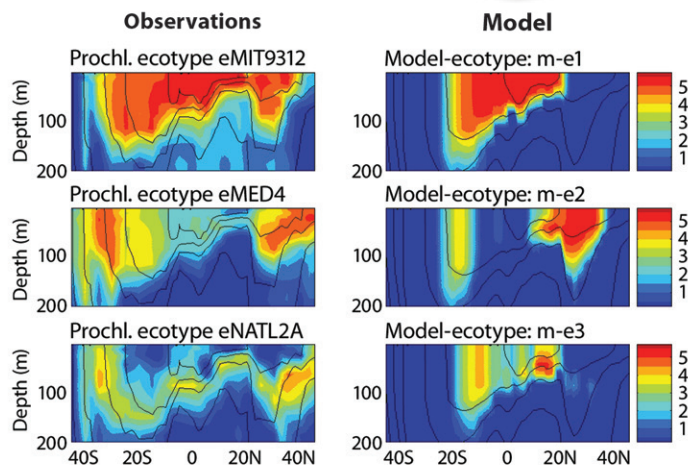 Observations
Model
Prochl. ecotype eMIT9312
Model-ecotype: m-e1
Depth (m)
100
200
5
4
3
2
1
Prochl. ecotype eMED4
Model-ecotype: m-e2
Depth (m)
100
200
5
4
3
2
1
Prochl. ecotype eNATL2A
Model-ecotype: m-e3
Depth (m)
100
200
5
4
3
2
1
40S 20S 0 20N 40N
40S 20S 0 20N 40N